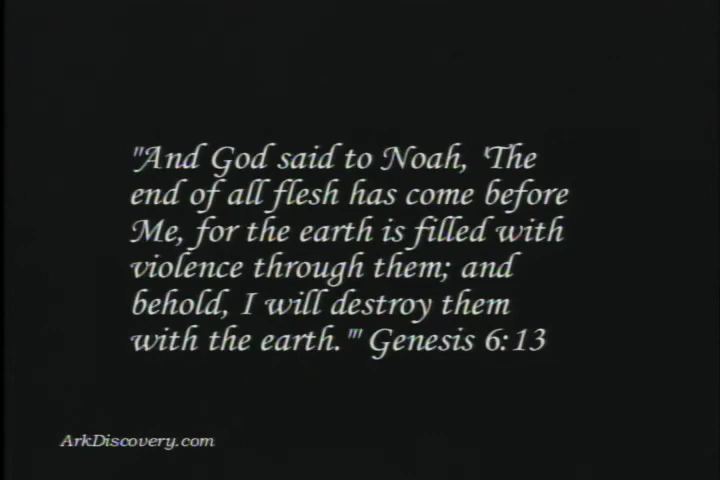 "And God said to Noah, 'The
end of all flesh has come before
Me, for the earth is filled with
violence through them; and
behold, I will destroy them
with the earth.'" Genesis 6:13
ArkDiscovery.com